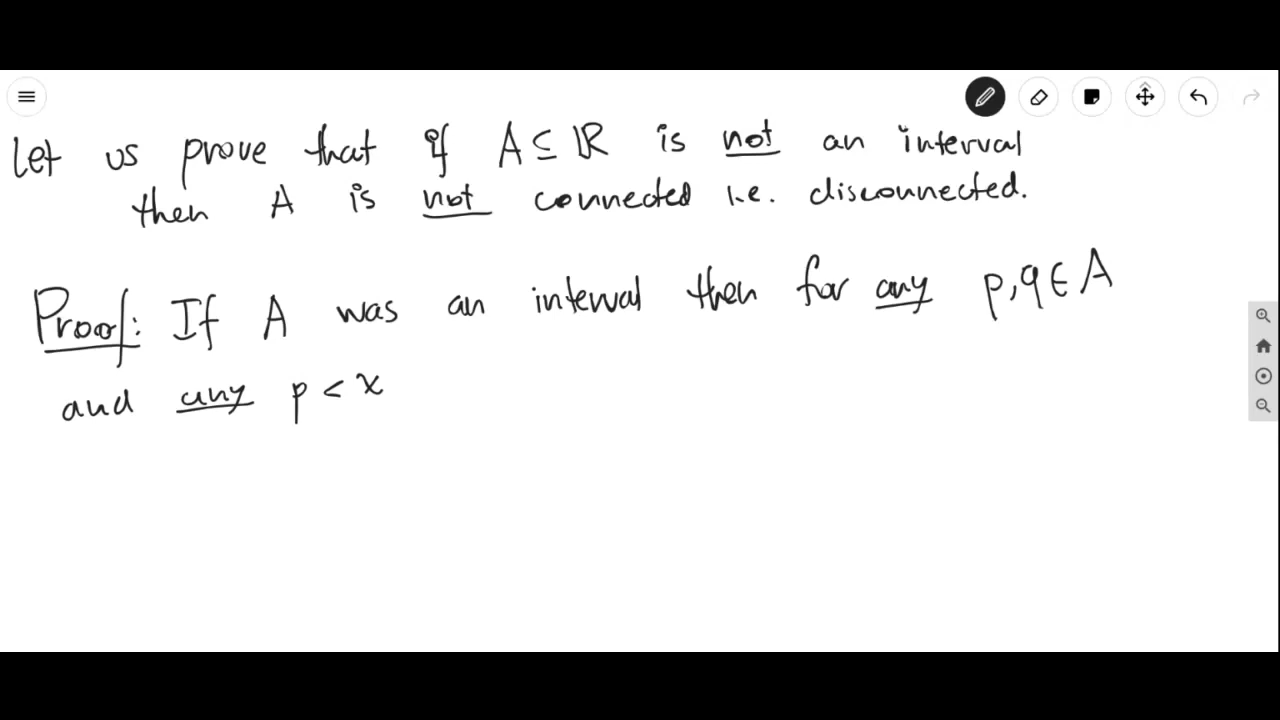 Let us prove that if A ⊆ ℝ is not an interval
then A is not connected i.e. disconnected.
Proof: If A was an interval then for any p, q ∈ A
and any p < x